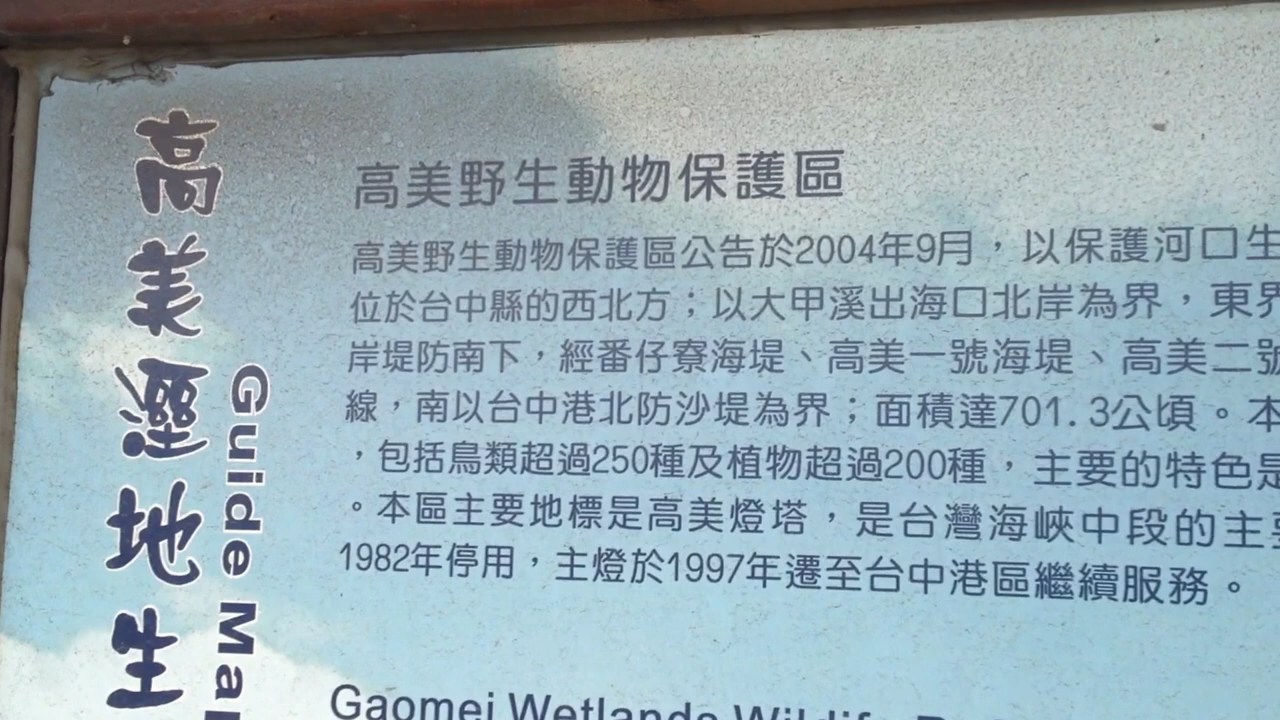 高美溼地生
Guide Ma
高美野生動物保護區
高美野生動物保護區公告於2004年9月，以保護河口生
位於台中縣的西北方；以大甲溪出海口北岸為界，東界
岸堤防南下，經番仔寮海堤、高美一號海堤、高美二號
線，南以台中港北防沙堤為界；面積達701.3公頃。本
，包括鳥類超過250種及植物超過200種，主要的特色是
。本區主要地標是高美燈塔，是台灣海峽中段的主要
1982年停用，主燈於1997年遷至台中港區繼續服務。
Gaomei Wetlands Wildlife